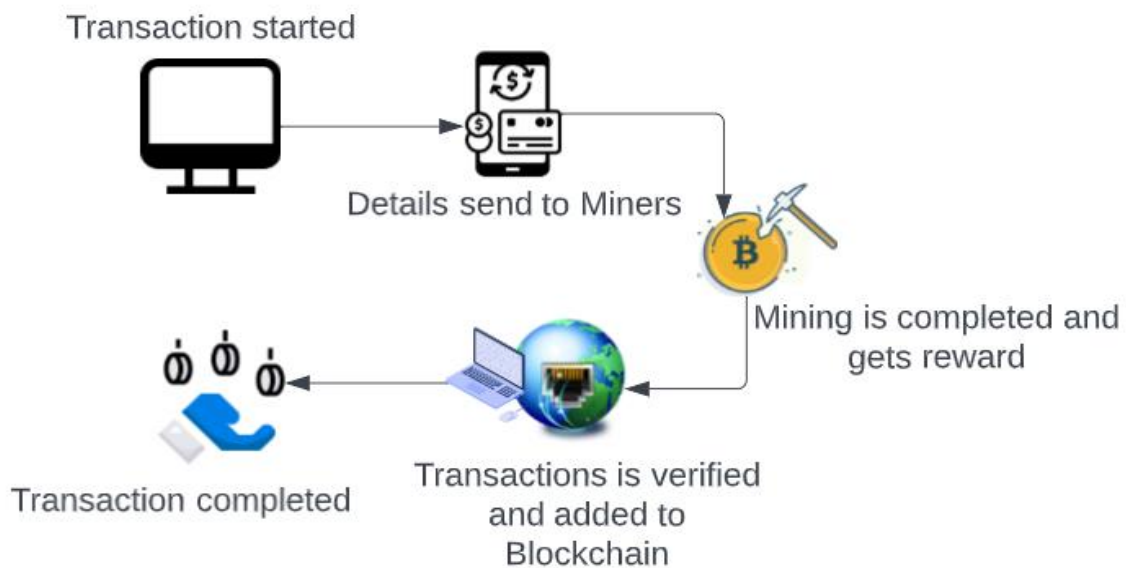 Transaction started
Details send to Miners
Mining is completed and
gets reward
Transactions is verified
and added to
Blockchain
Transaction completed